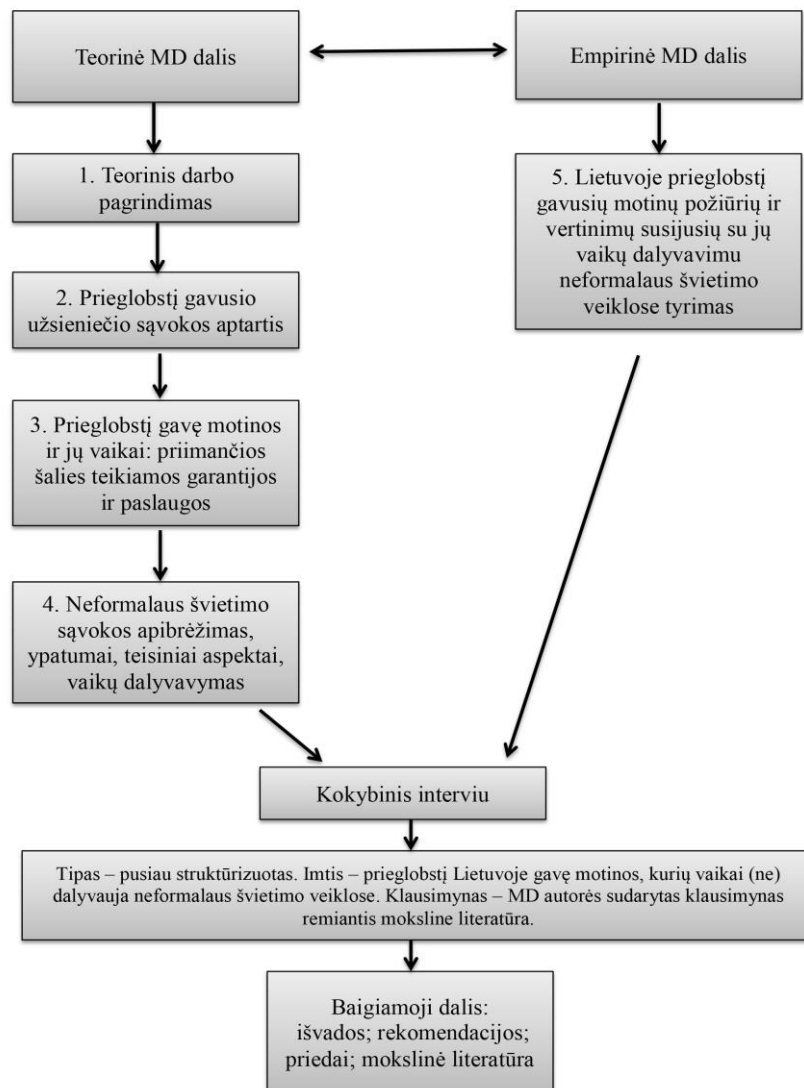 Teorinė MD dalis
Empirinė MD dalis
1. Teorinis darbo
pagrindimas
5. Lietuvoje prieglobstį
gavusių motinų požiūrių ir
vertinimų susijusių su jų
vaikų dalyvavimu
neformalaus švietimo
veiklose tyrimas
2. Prieglobstį gavusio
užsieniečio sąvokos aptartis
3. Prieglobstį gavę motinos
ir jų vaikai: priimančios
šalies teikiamos garantijos
ir paslaugos
4. Neformalaus švietimo
sąvokos apibrėžimas,
ypatumai, teisiniai aspektai,
vaikų dalyvavymas
Kokybinis interviu
Tipas – pusiau struktūrizuotas. Imtis – prieglobstį Lietuvoje gavę motinos, kurių vaikai (ne)
dalyvauja neformalaus švietimo veiklose. Klausimynas – MD autorės sudarytas klausimynas
remiantis moksline literatūra.
Baigiamoji dalis:
išvados; rekomendacijos;
priedai; mokslinė literatūra